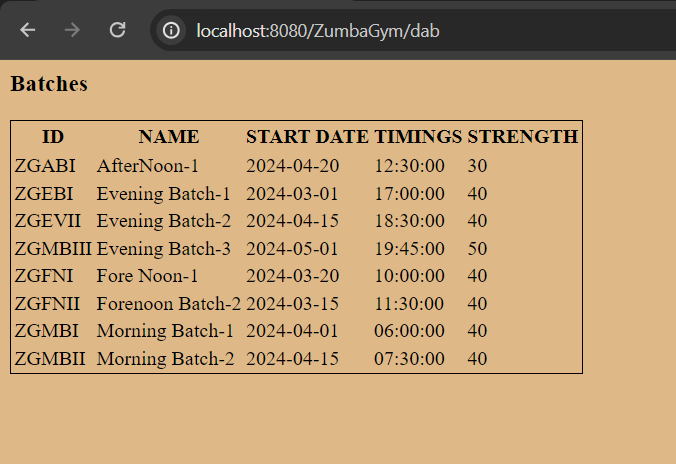 localhost:8080/ZumbaGym/dab
Batches
ID NAME START DATE TIMINGS STRENGTH
ZGABI AfterNoon-1 2024-04-20 12:30:00 30
ZGEBI Evening Batch-1 2024-03-01 17:00:00 40
ZGEVII Evening Batch-2 2024-04-15 18:30:00 40
ZGMBIII Evening Batch-3 2024-05-01 19:45:00 50
ZGFNI Fore Noon-1 2024-03-20 10:00:00 40
ZGFNII Forenoon Batch-2 2024-03-15 11:30:00 40
ZGMBI Morning Batch-1 2024-04-01 06:00:00 40
ZGMBII Morning Batch-2 2024-04-15 07:30:00 40